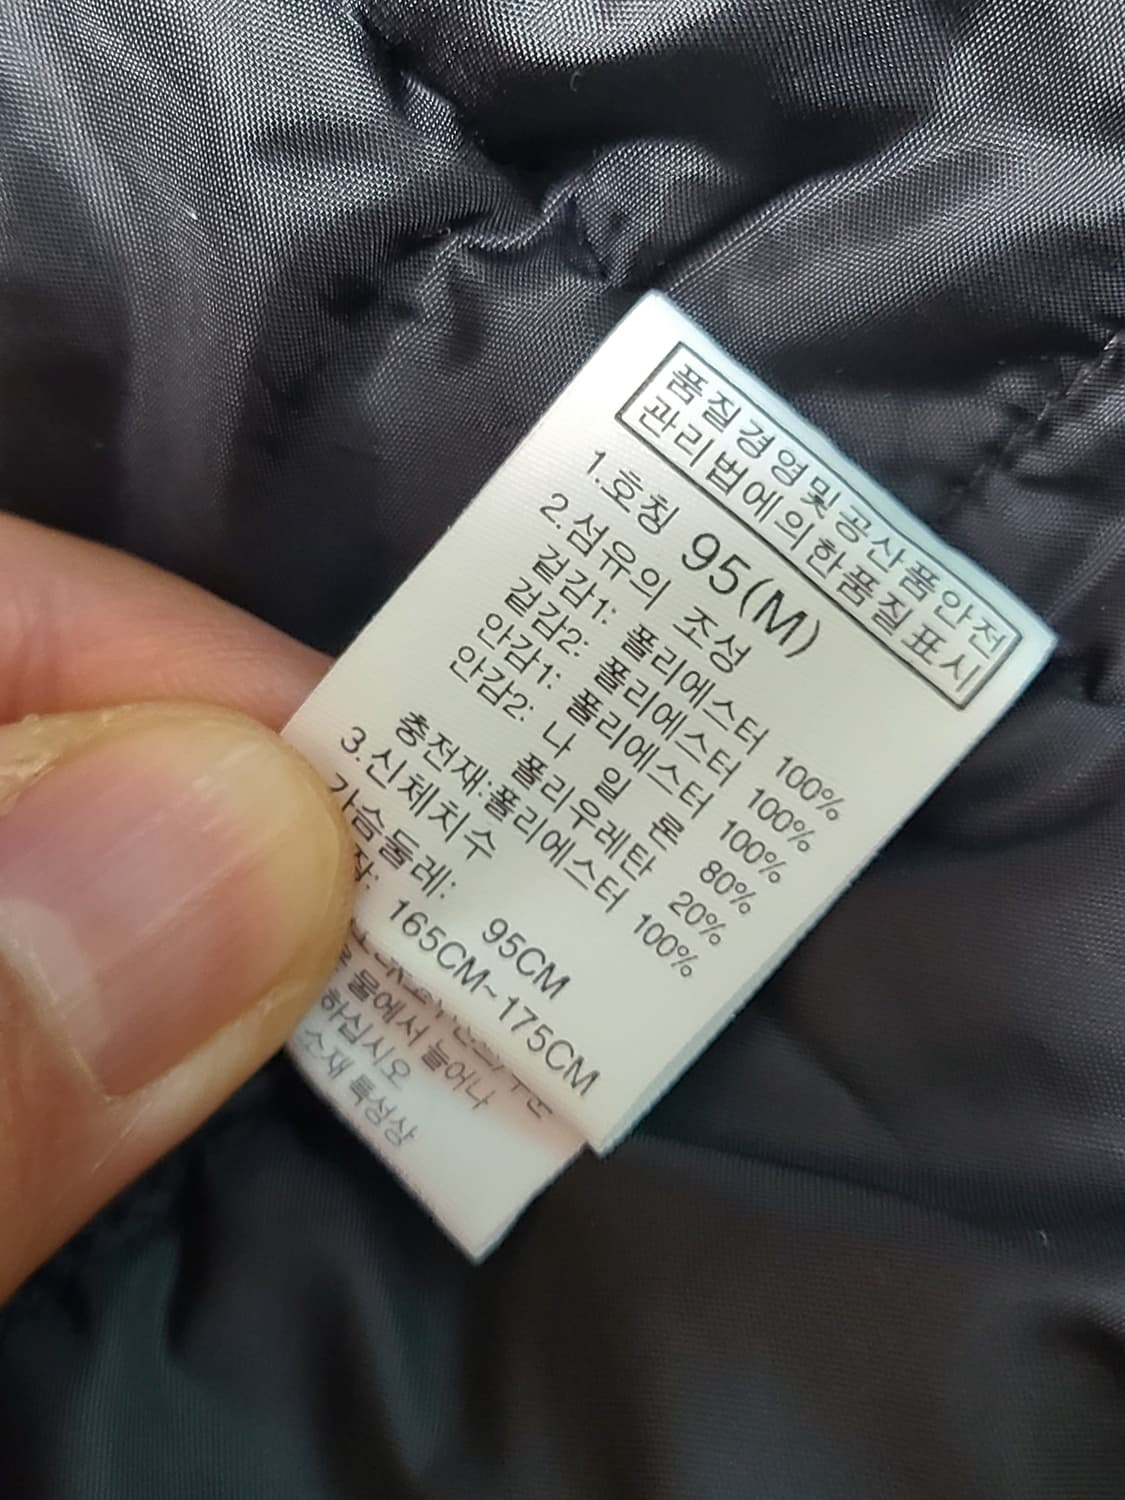 품질경영및공산품안전
관리법에의한품질표시
1.호칭 95(M)
2.섬유의 조성
겉감1: 폴리에스터 100%
겉감2: 폴리에스터 100%
안감1: 폴리에스터 100%
안감2: 나 일 론 80%
폴리우레탄 20%
충전재:폴리에스터 100%
3.신체치수
가슴둘레: 95CM
장: 165CM~175CM
물에서 늘어나
하십시오
소재 특성상